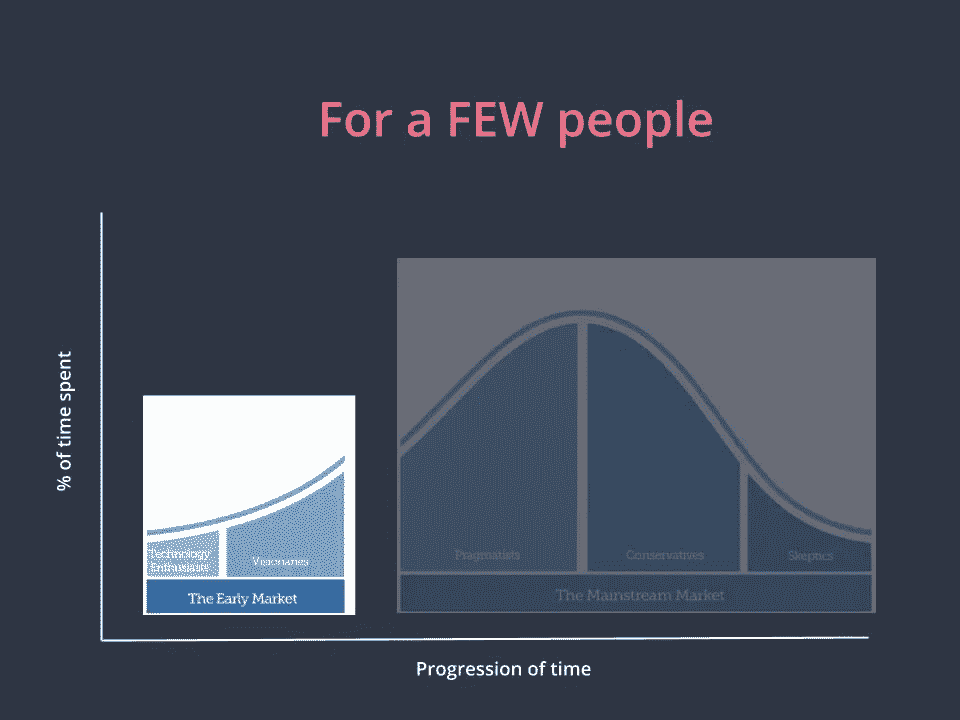 For a FEW people
% of time spent
Technology
Enthusiasts
Visionaries
The Early Market
Pragmatists
Conservatives
Skeptics
The Mainstream Market
Progression of time